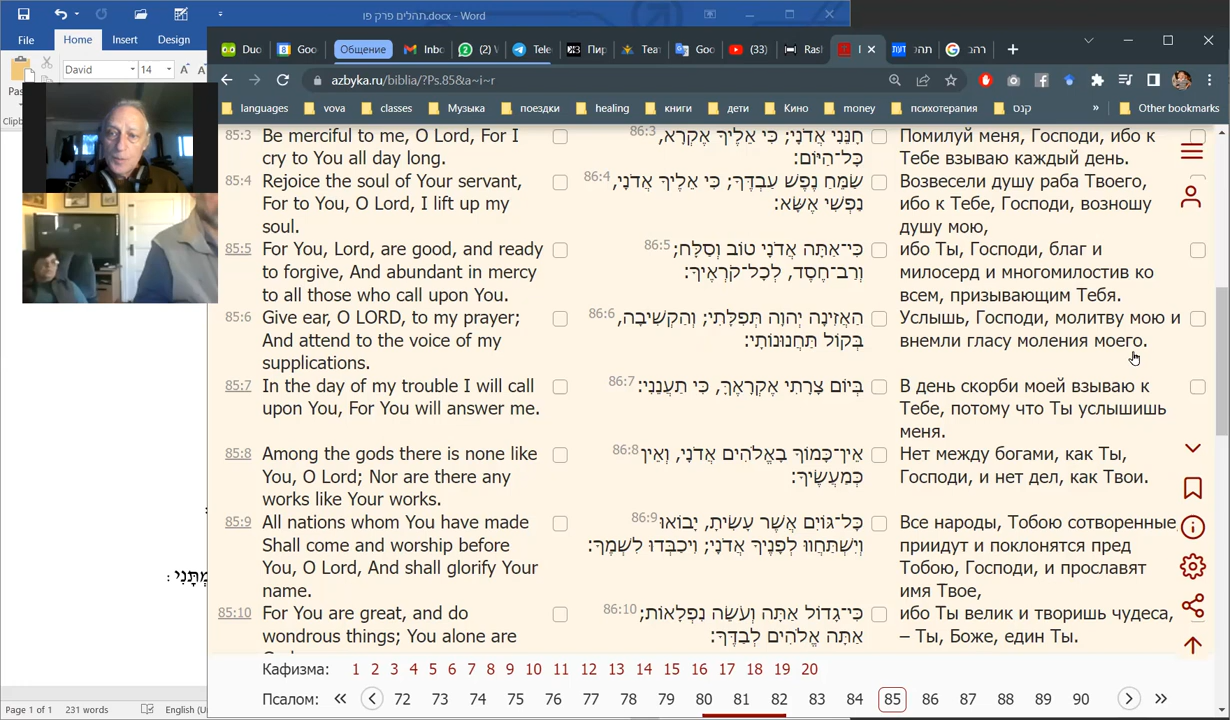 תהלים פרק פו.docx - Word
File Home Insert Design
David 14
Pas
Clipb
Duo Goo Общение Inbo (2) V Tele Пир Теат Goo (33) Rash תהל רהב
azbyka.ru/biblia/?Ps.85&a~i~r
languages vova classes Музыка поездки healing книги дети Кино money психотерапия קנס » Other bookmarks
85:3 Be merciful to me, O Lord, For I
cry to You all day long.
85:4 Rejoice the soul of Your servant,
For to You, O Lord, I lift up my
soul.
85:5 For You, Lord, are good, and ready
to forgive, And abundant in mercy
to all those who call upon You.
85:6 Give ear, O LORD, to my prayer;
And attend to the voice of my
supplications.
85:7 In the day of my trouble I will call
upon You, For You will answer me.
85:8 Among the gods there is none like
You, O Lord; Nor are there any
works like Your works.
85:9 All nations whom You have made
Shall come and worship before
You, O Lord, And shall glorify Your
name.
85:10 For You are great, and do
wondrous things; You alone are
86:3 חָנֵּנִי אֲדֹנָי; כִּי אֵלֶיךָ אֶקְרָא,
כָּל־הַיּוֹם׃
86:4 שַׂמֵּחַ נֶפֶשׁ עַבְדֶּךָ; כִּי אֵלֶיךָ אֲדֹנָי,
נַפְשִׁי אֶשָּׂא׃
86:5 כִּי־אַתָּה אֲדֹנָי טוֹב וְסַלָּח;
וְרַב־חֶסֶד, לְכָל־קֹרְאֶיךָ׃
86:6 הַאֲזִינָה יְהוָה תְּפִלָּתִי; וְהַקְשִׁיבָה,
בְּקוֹל תַּחֲנוּנוֹתָי׃
86:7 בְּיוֹם צָרָתִי אֶקְרָאֶךָּ, כִּי תַעֲנֵנִי׃
86:8 אֵין־כָּמוֹךָ בָאֱלֹהִים אֲדֹנָי, וְאֵין
כְּמַעֲשֶׂיךָ׃
86:9 כָּל־גּוֹיִם אֲשֶׁר עָשִׂיתָ, יָבוֹאוּ
וְיִשְׁתַּחֲווּ לְפָנֶיךָ אֲדֹנָי; וִיכַבְּדוּ לִשְׁמֶךָ׃
86:10 כִּי־גָדוֹל אַתָּה וְעֹשֵׂה נִפְלָאוֹת;
אַתָּה אֱלֹהִים לְבַדֶּךָ׃
Помилуй меня, Господи, ибо к
Тебе взываю каждый день.
Возвесели душу раба Твоего,
ибо к Тебе, Господи, возношу
душу мою,
ибо Ты, Господи, благ и
милосерд и многомилостив ко
всем, призывающим Тебя.
Услышь, Господи, молитву мою и
внемли гласу моления моего.
В день скорби моей взываю к
Тебе, потому что Ты услышишь
меня.
Нет между богами, как Ты,
Господи, и нет дел, как Твои.
Все народы, Тобою сотворенные,
приидут и поклонятся пред
Тобою, Господи, и прославят
имя Твое,
ибо Ты велик и творишь чудеса,
– Ты, Боже, един Ты.
Кафизма: 1 2 3 4 5 6 7 8 9 10 11 12 13 14 15 16 17 18 19 20
Псалом: 72 73 74 75 76 77 78 79 80 81 82 83 84 85 86 87 88 89 90
Page 1 of 1 231 words English (U